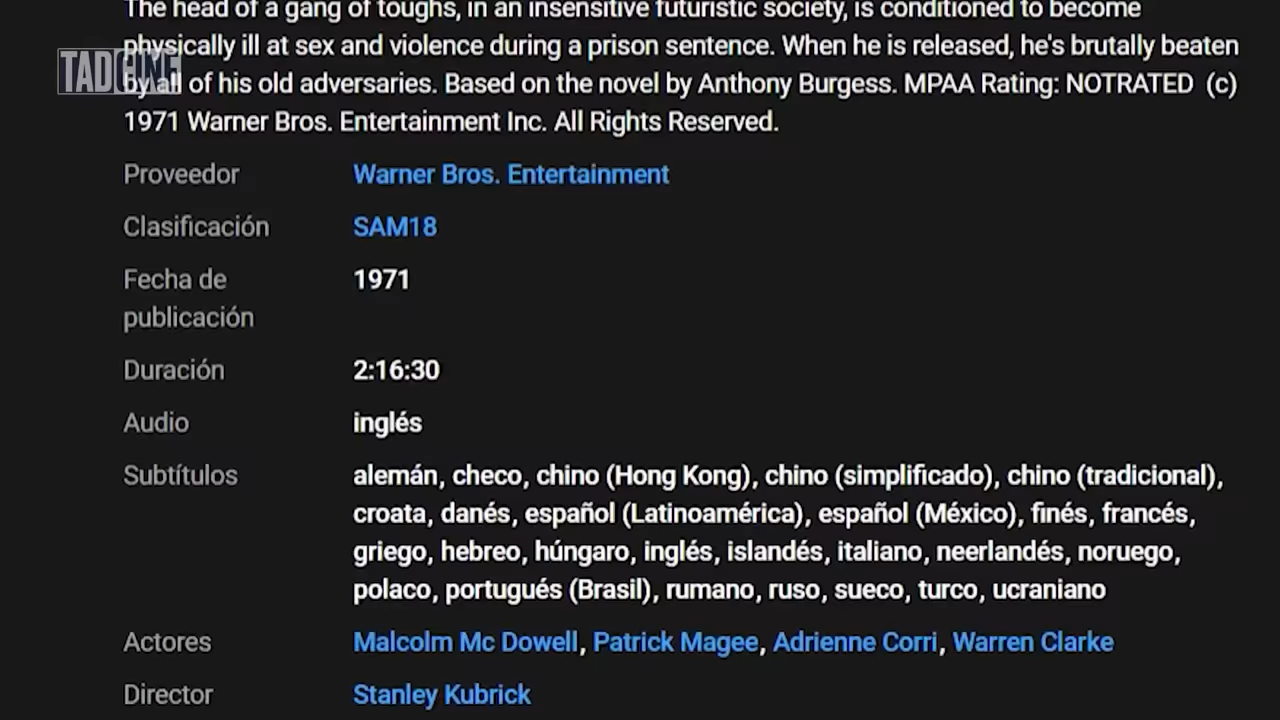 The head of a gang of toughs, in an insensitive futuristic society, is conditioned to become
physically ill at sex and violence during a prison sentence. When he is released, he's brutally beaten
by all of his old adversaries. Based on the novel by Anthony Burgess. MPAA Rating: NOTRATED (c)
1971 Warner Bros. Entertainment Inc. All Rights Reserved.
TADCINE
Proveedor Warner Bros. Entertainment
Clasificación SAM18
Fecha de 1971
publicación
Duración 2:16:30
Audio inglés
Subtítulos alemán, checo, chino (Hong Kong), chino (simplificado), chino (tradicional),
croata, danés, español (Latinoamérica), español (México), finés, francés,
griego, hebreo, húngaro, inglés, islandés, italiano, neerlandés, noruego,
polaco, portugués (Brasil), rumano, ruso, sueco, turco, ucraniano
Actores Malcolm Mc Dowell, Patrick Magee, Adrienne Corri, Warren Clarke
Director Stanley Kubrick